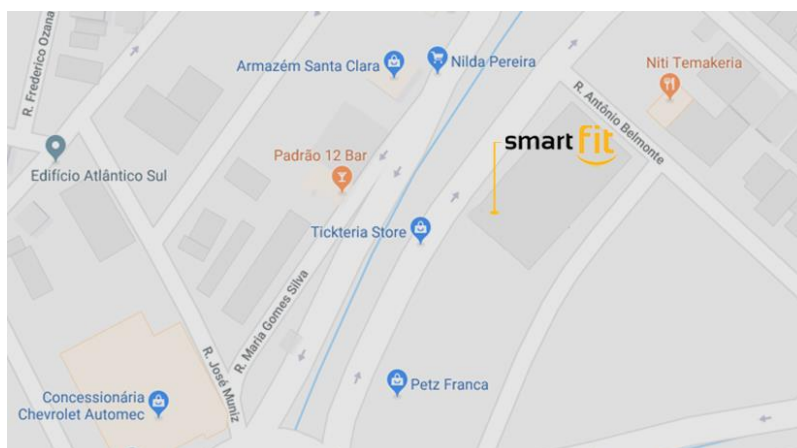 R. Frederico Ozana
Armazém Santa Clara
Nilda Pereira
Niti Temakeria
R. Antônio Belmonte
smart fit
Padrão 12 Bar
Edifício Atlântico Sul
Tickteria Store
R. Maria Gomes Silva
R. José Muniz
Petz Franca
Concessionária
Chevrolet Automec